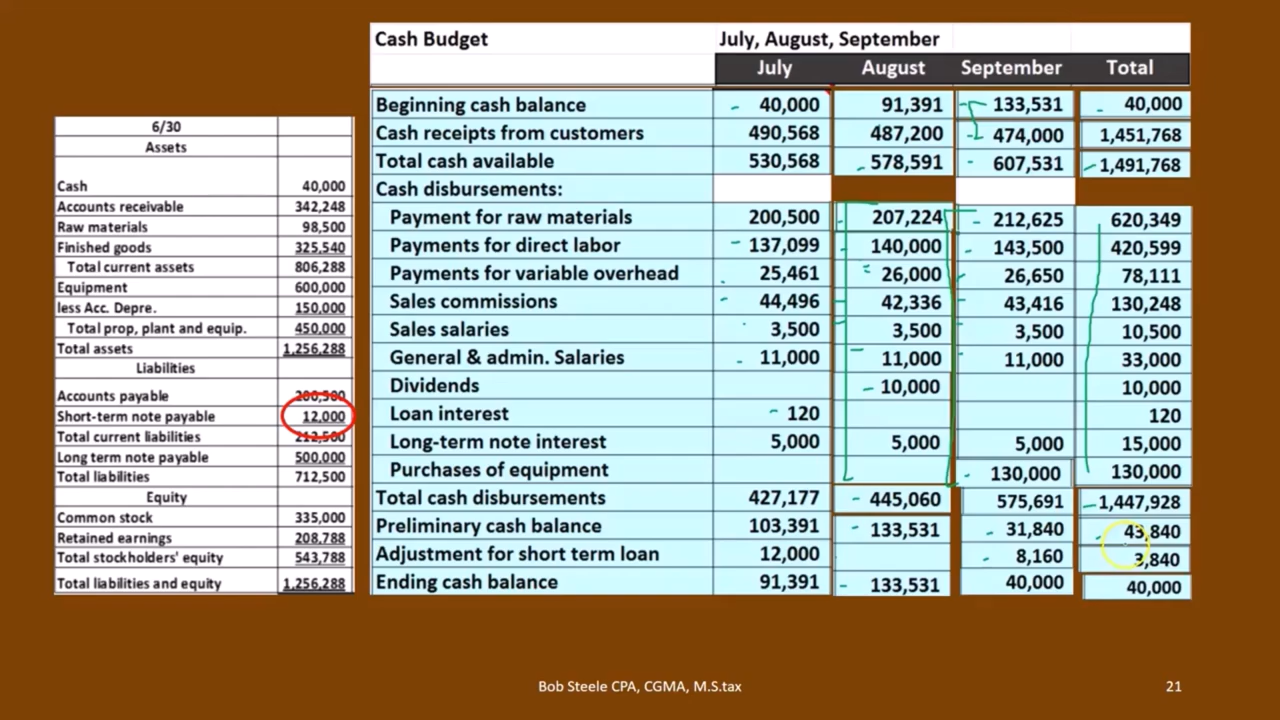 Cash Budget July, August, September
July August September Total
Beginning cash balance 40,000 91,391 133,531 40,000
Cash receipts from customers 490,568 487,200 474,000 1,451,768
Total cash available 530,568 578,591 607,531 1,491,768
Cash disbursements:
Payment for raw materials 200,500 207,224 212,625 620,349
Payments for direct labor 137,099 140,000 143,500 420,599
Payments for variable overhead 25,461 26,000 26,650 78,111
Sales commissions 44,496 42,336 43,416 130,248
Sales salaries 3,500 3,500 3,500 10,500
General & admin. Salaries 11,000 11,000 11,000 33,000
Dividends 10,000 10,000
Loan interest 120 120
Long-term note interest 5,000 5,000 5,000 15,000
Purchases of equipment 130,000 130,000
Total cash disbursements 427,177 445,060 575,691 1,447,928
Preliminary cash balance 103,391 133,531 31,840 43,840
Adjustment for short term loan 12,000 8,160 3,840
Ending cash balance 91,391 133,531 40,000 40,000
6/30
Assets
Cash 40,000
Accounts receivable 342,248
Raw materials 98,500
Finished goods 325,540
Total current assets 806,288
Equipment 600,000
less Acc. Depre. 150,000
Total prop, plant and equip. 450,000
Total assets 1,256,288
Liabilities
Accounts payable 200,500
Short-term note payable 12,000
Total current liabilities 212,500
Long term note payable 500,000
Total liabilities 712,500
Equity
Common stock 335,000
Retained earnings 208,788
Total stockholders' equity 543,788
Total liabilities and equity 1,256,288
Bob Steele CPA, CGMA, M.S.tax 21